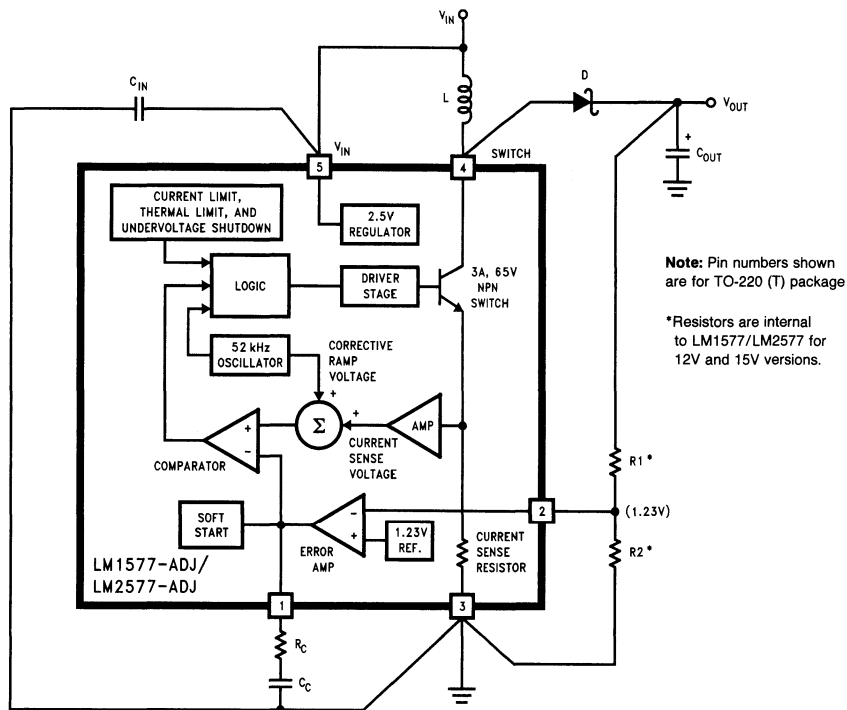 V_IN
C_IN
L
D
V_OUT
+
C_OUT
5
V_IN
4
SWITCH
CURRENT LIMIT,
THERMAL LIMIT, AND
UNDERVOLTAGE SHUTDOWN
2.5V
REGULATOR
LOGIC
DRIVER
STAGE
3A, 65V
NPN
SWITCH
Note: Pin numbers shown
are for TO-220 (T) package
*Resistors are internal
to LM1577/LM2577 for
12V and 15V versions.
52 kHz
OSCILLATOR
CORRECTIVE
RAMP
VOLTAGE
+
+
Σ
+
-
COMPARATOR
CURRENT
SENSE
VOLTAGE
AMP
R1*
2
(1.23V)
SOFT
START
-
+
ERROR
AMP
1.23V
REF.
CURRENT
SENSE
RESISTOR
R2*
LM1577-ADJ/
LM2577-ADJ
1
3
R_C
C_C